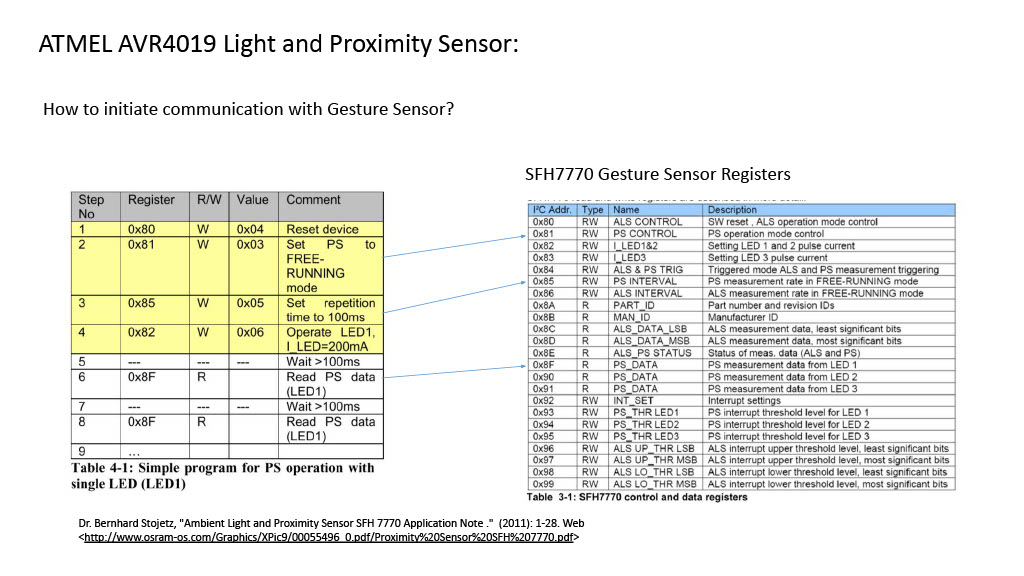 ATMEL AVR4019 Light and Proximity Sensor:
How to initiate communication with Gesture Sensor?
Step No Register R/W Value Comment
1 0x80 W 0x04 Reset device
2 0x81 W 0x03 Set PS to
FREE-
RUNNING
mode
3 0x85 W 0x05 Set repetition
time to 100ms
4 0x82 W 0x06 Operate LED1,
I_LED=200mA
5 --- --- --- Wait >100ms
6 0x8F R Read PS data
(LED1)
7 --- --- --- Wait >100ms
8 0x8F R Read PS data
(LED1)
9 ...
Table 4-1: Simple program for PS operation with
single LED (LED1)
SFH7770 Gesture Sensor Registers
I²C Addr. Type Name Description
0x80 RW ALS CONTROL SW reset , ALS operation mode control
0x81 RW PS CONTROL PS operation mode control
0x82 RW I_LED1&2 Setting LED 1 and 2 pulse current
0x83 RW I_LED3 Setting LED 3 pulse current
0x84 RW ALS & PS TRIG Triggered mode ALS and PS measurement triggering
0x85 RW PS INTERVAL PS measurement rate in FREE-RUNNING mode
0x86 RW ALS INTERVAL ALS measurement rate in FREE-RUNNING mode
0x8A R PART_ID Part number and revision IDs
0x8B R MAN_ID Manufacturer ID
0x8C R ALS_DATA_LSB ALS measurement data, least significant bits
0x8D R ALS_DATA_MSB ALS measurement data, most significant bits
0x8E R ALS_PS STATUS Status of meas. data (ALS and PS)
0x8F R PS_DATA PS measurement data from LED 1
0x90 R PS_DATA PS measurement data from LED 2
0x91 R PS_DATA PS measurement data from LED 3
0x92 RW INT_SET Interrupt settings
0x93 RW PS_THR LED1 PS interrupt threshold level for LED 1
0x94 RW PS_THR LED2 PS interrupt threshold level for LED 2
0x95 RW PS_THR LED3 PS interrupt threshold level for LED 3
0x96 RW ALS UP_THR LSB ALS interrupt upper threshold level, least significant bits
0x97 RW ALS UP_THR MSB ALS interrupt upper threshold level, most significant bits
0x98 RW ALS LO_THR LSB ALS interrupt lower threshold level, least significant bits
0x99 RW ALS LO_THR MSB ALS interrupt lower threshold level, most significant bits
Table 3-1: SFH7770 control and data registers
Dr. Bernhard Stojetz, "Ambient Light and Proximity Sensor SFH 7770 Application Note ." (2011): 1-28. Web
<http://www.osram-os.com/Graphics/XPic9/00055496_0.pdf/Proximity%20Sensor%20SFH%207770.pdf>